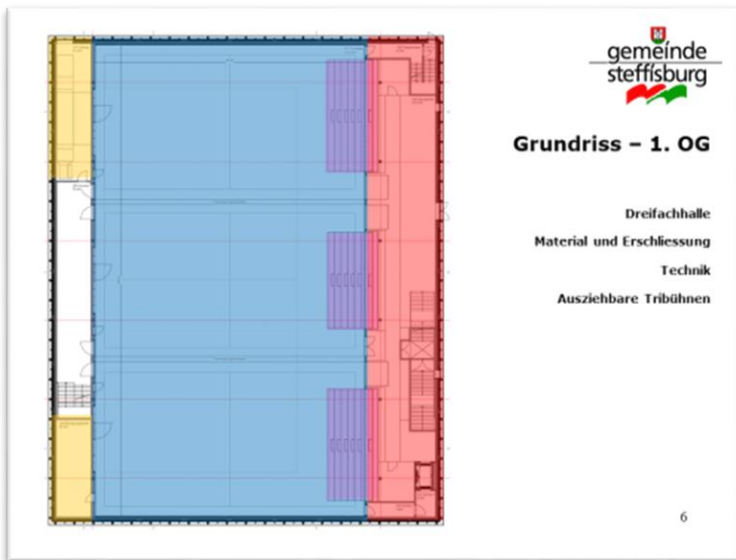 gemeinde
steffisburg
Grundriss – 1. OG
Dreifachhalle
Material und Erschliessung
Technik
Ausziehbare Tribühnen
6